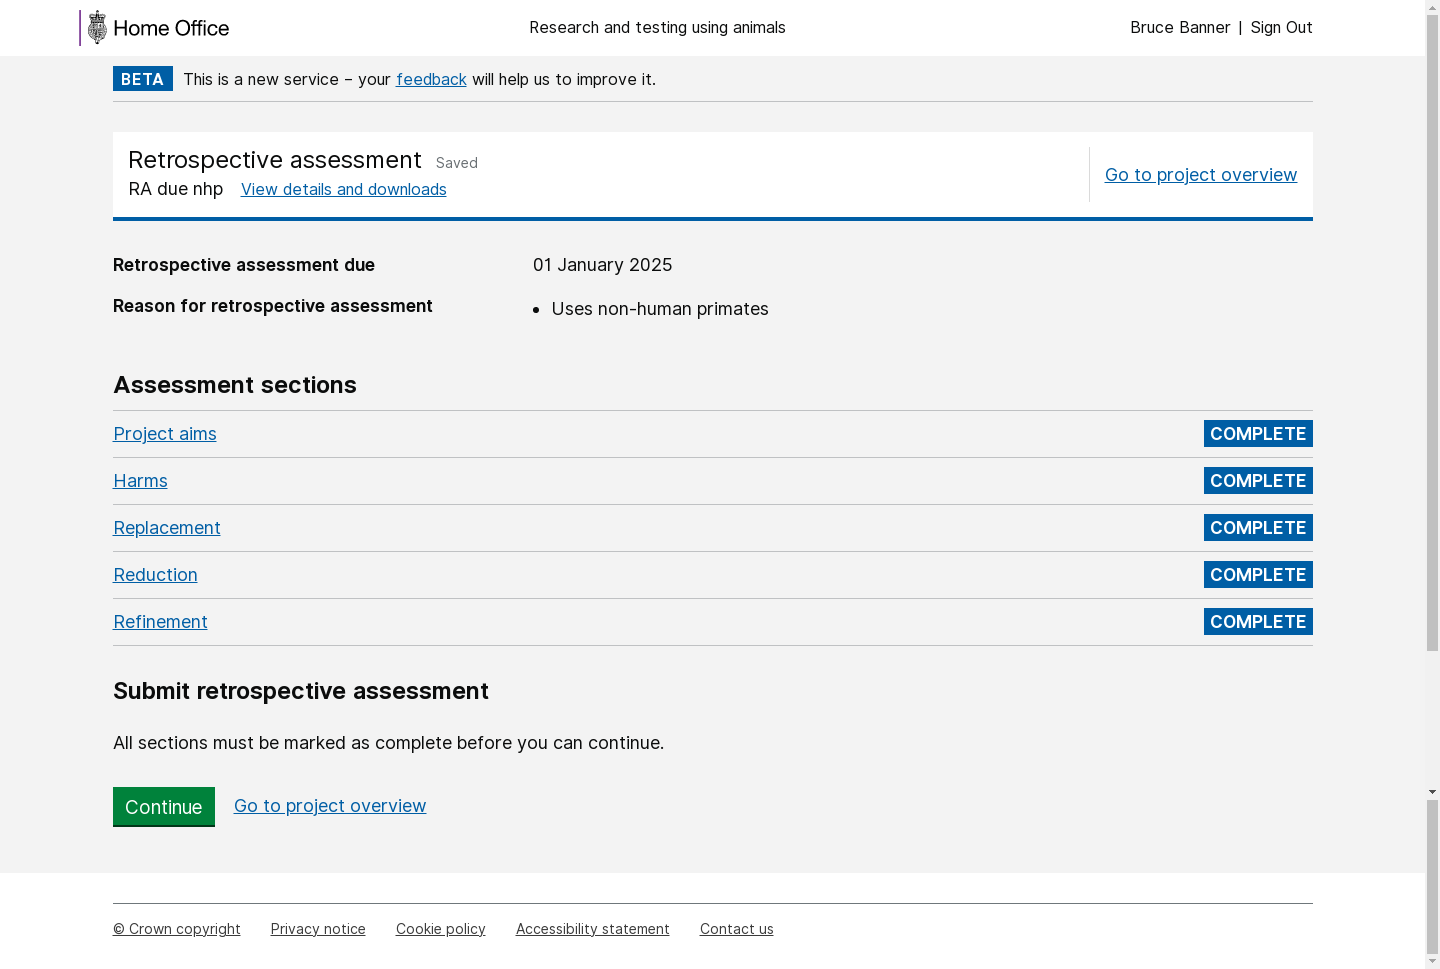 Home Office
Research and testing using animals
Bruce Banner | Sign Out
BETA This is a new service – your feedback will help us to improve it.
Retrospective assessment Saved
RA due nhp View details and downloads
Go to project overview
Retrospective assessment due 01 January 2025
Reason for retrospective assessment • Uses non-human primates
Assessment sections
Project aims COMPLETE
Harms COMPLETE
Replacement COMPLETE
Reduction COMPLETE
Refinement COMPLETE
Submit retrospective assessment
All sections must be marked as complete before you can continue.
Continue Go to project overview
© Crown copyright Privacy notice Cookie policy Accessibility statement Contact us